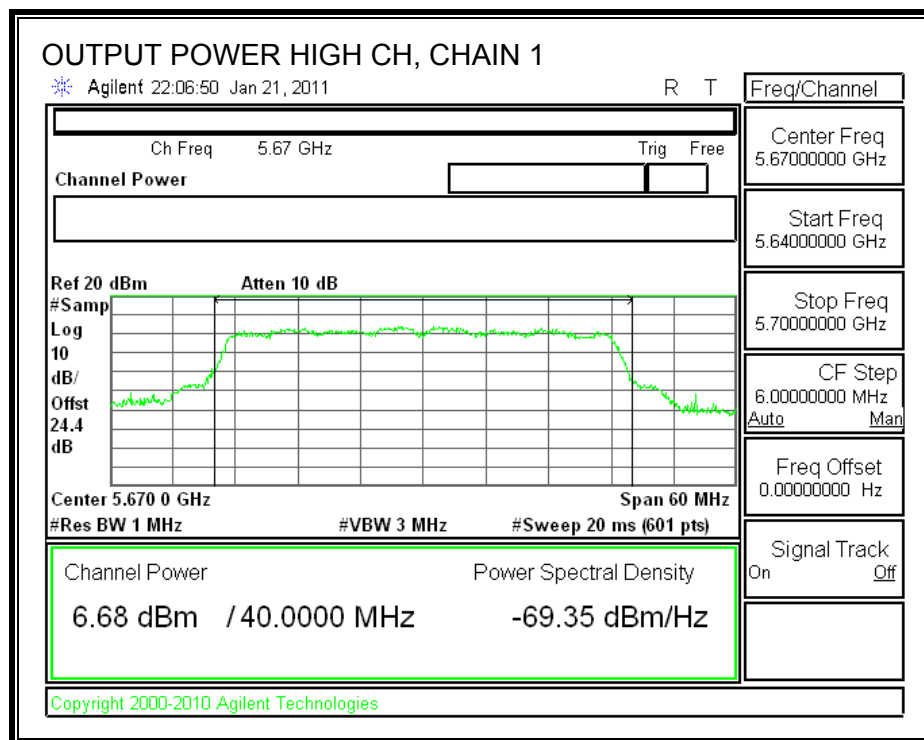 OUTPUT POWER HIGH CH, CHAIN 1
Agilent 22:06:50 Jan 21, 2011 R T
Ch Freq 5.67 GHz Trig Free
Channel Power
Ref 20 dBm Atten 10 dB
#Samp
Log
10
dB/
Offst
24.4
dB
Center 5.670 0 GHz Span 60 MHz
#Res BW 1 MHz #VBW 3 MHz #Sweep 20 ms (601 pts)
Channel Power Power Spectral Density
6.68 dBm / 40.0000 MHz -69.35 dBm/Hz
Copyright 2000-2010 Agilent Technologies
Freq/Channel
Center Freq
5.67000000 GHz
Start Freq
5.64000000 GHz
Stop Freq
5.70000000 GHz
CF Step
6.00000000 MHz
Auto Man
Freq Offset
0.00000000 Hz
Signal Track
On Off